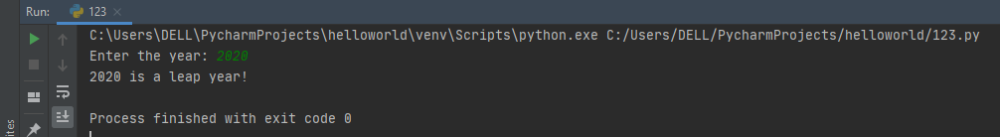 Run: 123
C:\Users\DELL\PycharmProjects\helloworld\venv\Scripts\python.exe C:/Users/DELL/PycharmProjects/helloworld/123.py
Enter the year: 2020
2020 is a leap year!
Process finished with exit code 0
ites